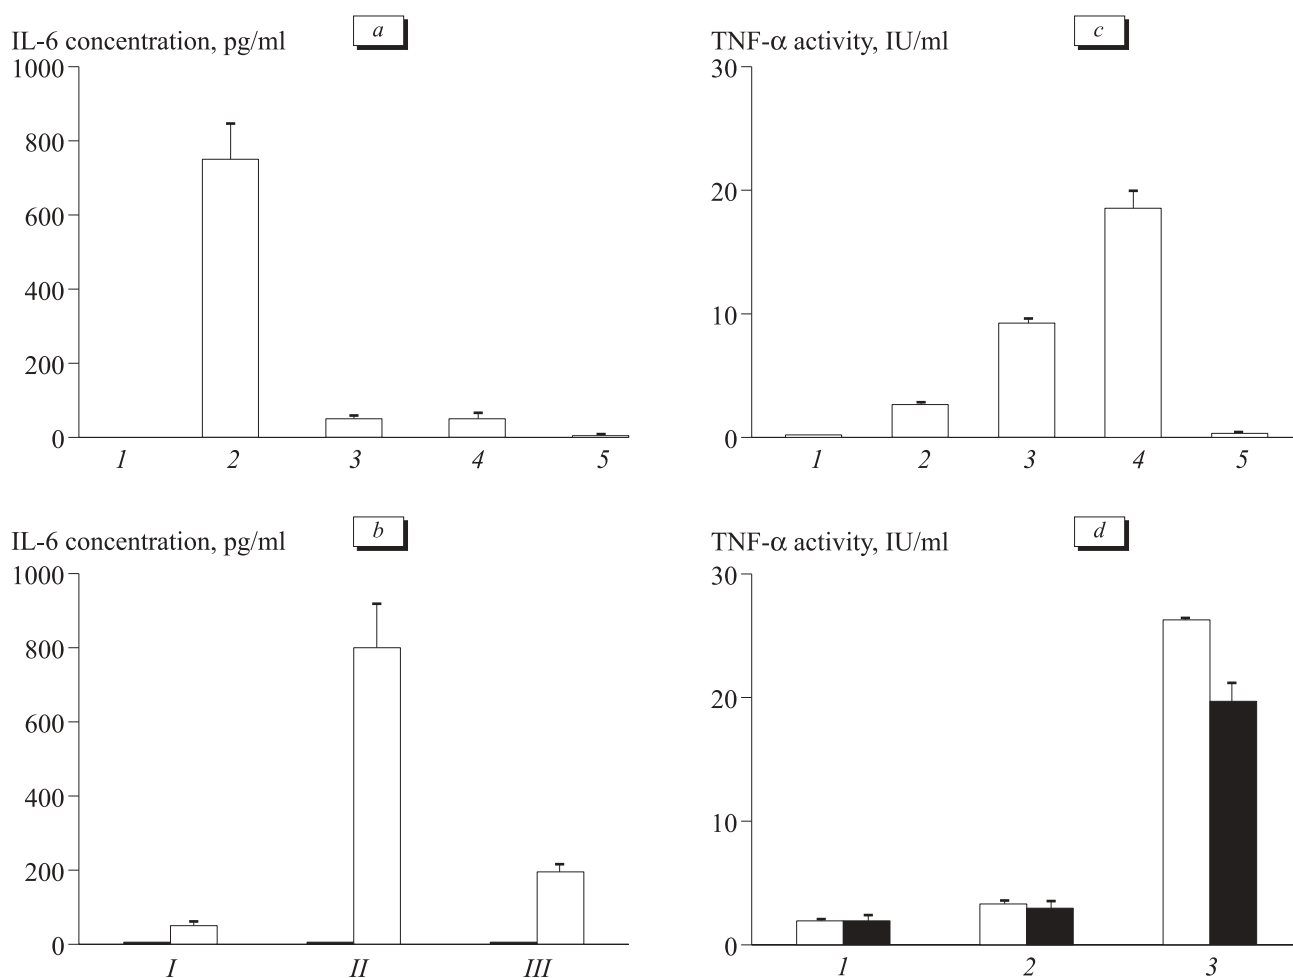 a
IL-6 concentration, pg/ml
1000
800
600
400
200
0
1 2 3 4 5
c
TNF-α activity, IU/ml
30
20
10
0
1 2 3 4 5
b
IL-6 concentration, pg/ml
1000
800
600
400
200
0
I II III
d
TNF-α activity, IU/ml
30
20
10
0
1 2 3